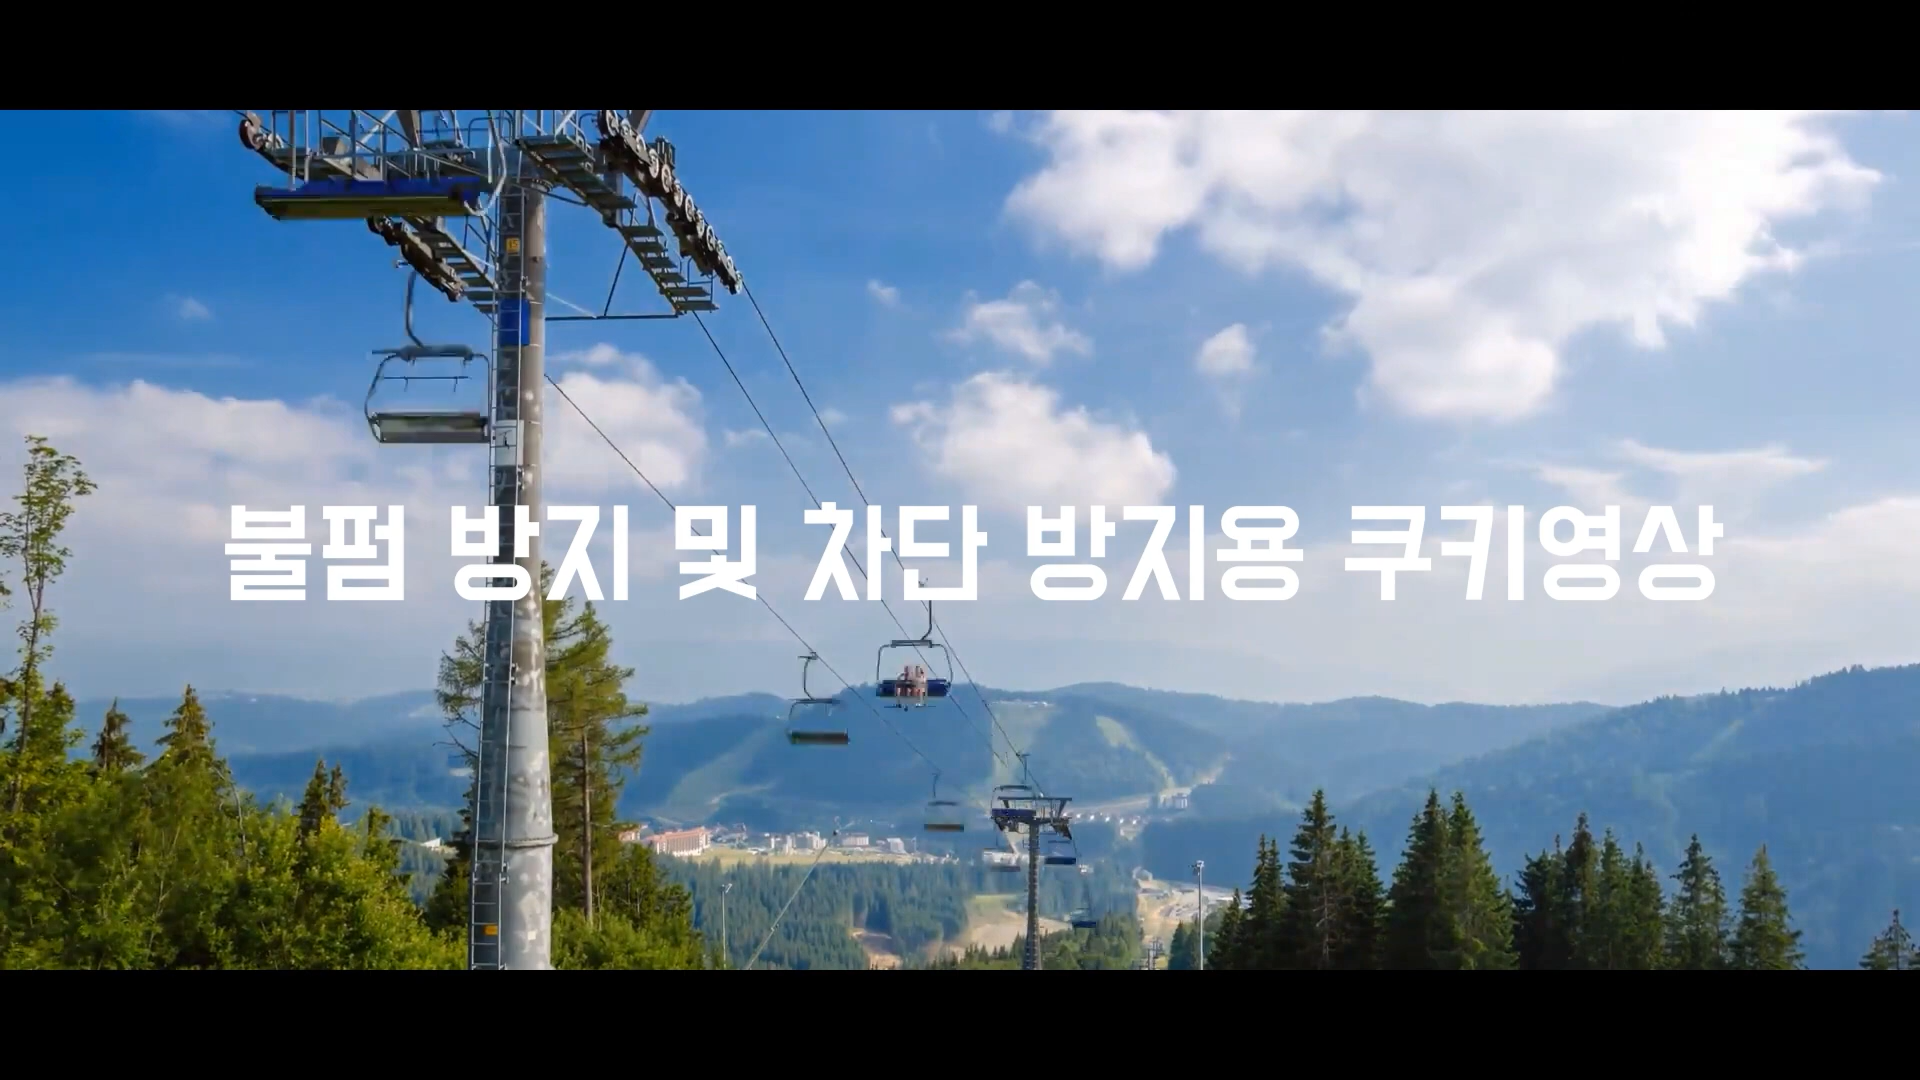 불펌 방지 및 차단 방지용 쿠키영상